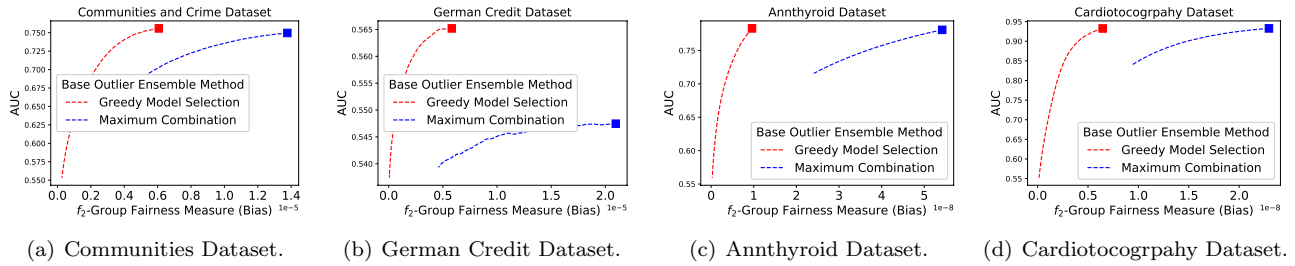 Communities and Crime Dataset
AUC
0.750
0.725
0.700
0.675
0.650
0.625
0.600
0.575
0.550
Base Outlier Ensemble Method
Greedy Model Selection
Maximum Combination
0.0 0.2 0.4 0.6 0.8 1.0 1.2 1.4
1e−5
f2-Group Fairness Measure (Bias)
(a) Communities Dataset.
German Credit Dataset
AUC
0.565
0.560
0.555
0.550
0.545
0.540
Base Outlier Ensemble Method
Greedy Model Selection
Maximum Combination
0.0 0.5 1.0 1.5 2.0
1e−5
f2-Group Fairness Measure (Bias)
(b) German Credit Dataset.
Annthyroid Dataset
AUC
0.75
0.70
0.65
0.60
0.55
Base Outlier Ensemble Method
Greedy Model Selection
Maximum Combination
0 1 2 3 4 5
1e−8
f2-Group Fairness Measure (Bias)
(c) Annthyroid Dataset.
Cardiotocogrpahy Dataset
AUC
0.95
0.90
0.85
0.80
0.75
0.70
0.65
0.60
0.55
Base Outlier Ensemble Method
Greedy Model Selection
Maximum Combination
0.0 0.5 1.0 1.5 2.0
1e−8
f2-Group Fairness Measure (Bias)
(d) Cardiotocogrpahy Dataset.